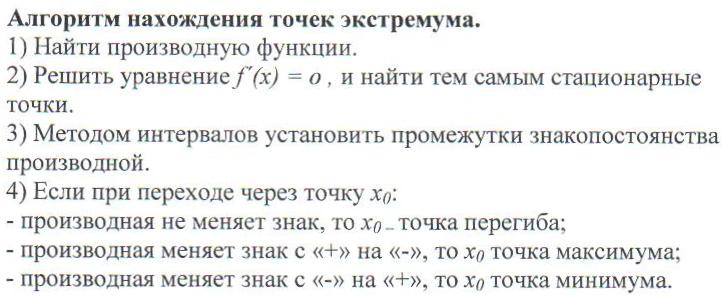 Алгоритм нахождения точек экстремума.
1) Найти производную функции.
2) Решить уравнение f´(x) = o , и найти тем самым стационарные
точки.
3) Методом интервалов установить промежутки знакопостоянства
производной.
4) Если при переходе через точку x₀:
- производная не меняет знак, то x₀ – точка перегиба;
- производная меняет знак с «+» на «-», то x₀ точка максимума;
- производная меняет знак с «-» на «+», то x₀ точка минимума.